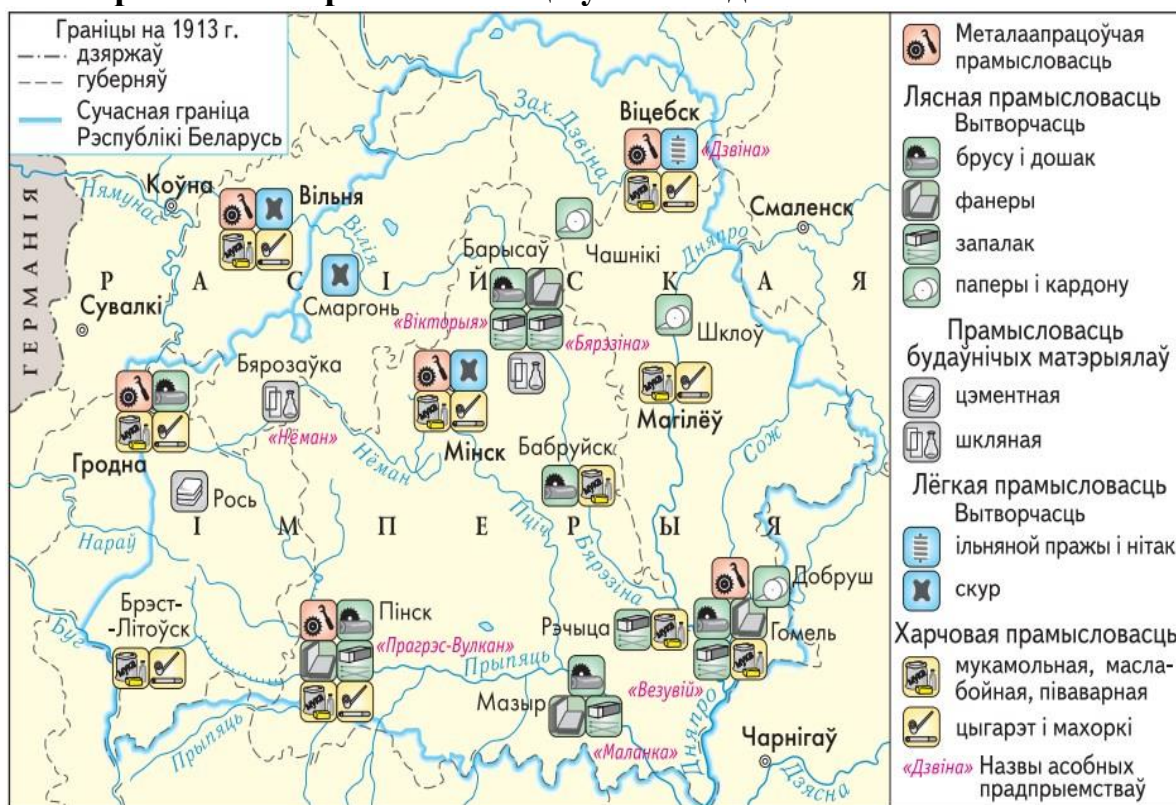 Граніцы на 1913 г.
дзяржаў
губерняў
Сучасная граніца
Рэспублікі Беларусь
ГЕРМАНІЯ
РАСІЙСКАЯ
ІМПЕРЫЯ
Зах. Дзвіна
Віцебск
«Дзвіна»
Коўна
Нямунас
Вільня
Вілія
Смаленск
Дняпро
Барысаў
Чашнікі
Сувалкі
Смаргонь
«Вікторыя»
«Бярэзіна»
Шклоў
Бярозаўка
«Нёман»
Нёман
Мінск
Магілёў
Гродна
Бабруйск
Сож
Рось
Нараў
Пціч
Бярэзіна
Добруш
Брэст-
-Літоўск
Буг
Пінск
«Прагрэс-Вулкан»
Прыпяць
Рэчыца
Гомель
«Везувій»
Мазыр
«Маланка»
Прыпяць
Дняпро
Чарнігаў
Дзясна
Металаапрацоўчая
прамысловасць
Лясная прамысловасць
Вытворчасць
брусу і дошак
фанеры
запалак
паперы і кардону
Прамысловасць
будаўнічых матэрыялаў
цэментная
шкляная
Лёгкая прамысловасць
Вытворчасць
ільняной пражы і нітак
скур
Харчовая прамысловасць
мукамольная, масла-
бойная, піваварная
цыгарэт і махоркі
«Дзвіна» Назвы асобных
прадпрыемстваў